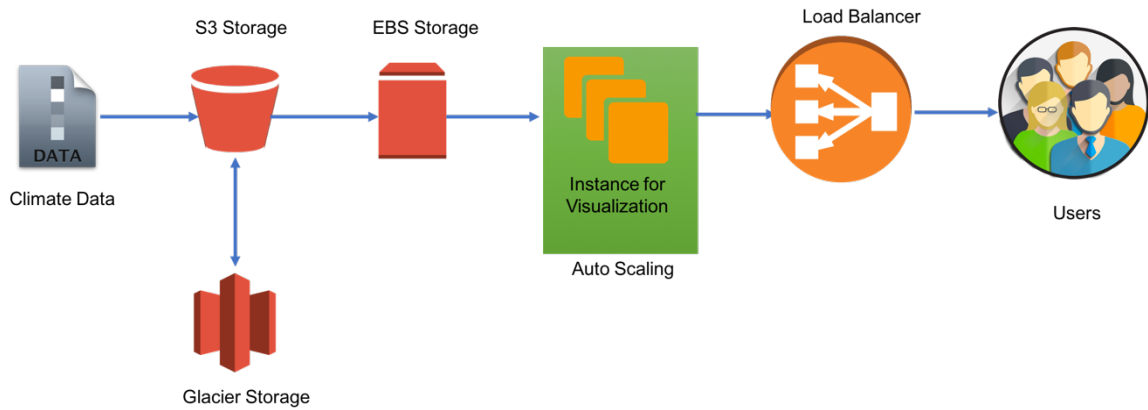 S3 Storage
EBS Storage
Load Balancer
DATA
Climate Data
Instance for
Visualization
Users
Auto Scaling
Glacier Storage